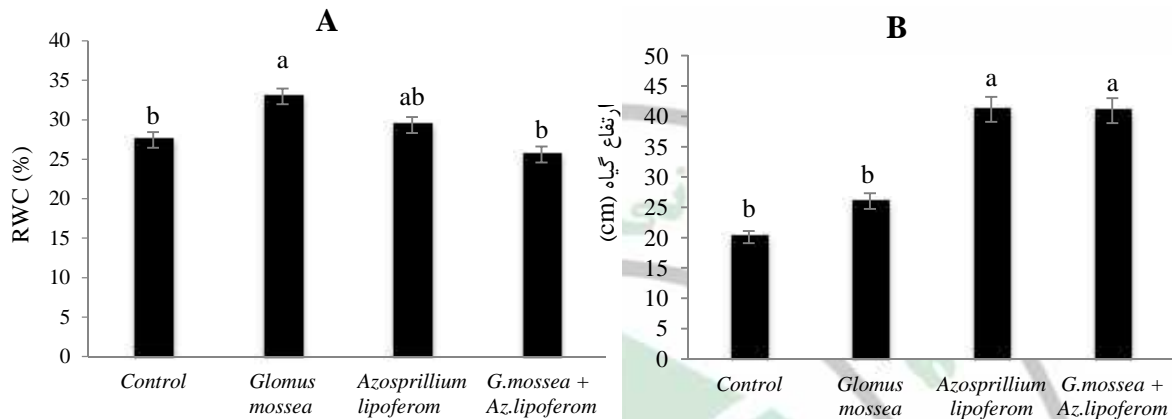 A
RWC (%)
40
35
30
25
20
15
10
5
0
b
a
ab
b
Control
Glomus
mossea
Azosprillium
lipoferom
G.mossea +
Az.lipoferom
B
ارتفاع گیاه (cm)
50
45
40
35
30
25
20
15
10
5
0
b
b
a
a
Control
Glomus
mossea
Azosprillium
lipoferom
G.mossea +
Az.lipoferom